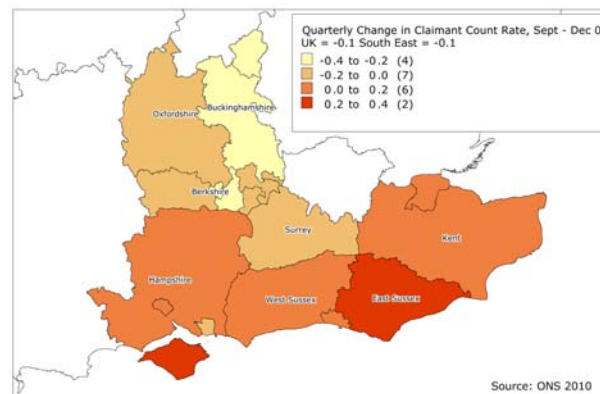 Quarterly Change in Claimant Count Rate, Sept - Dec 0
UK = -0.1 South East = -0.1
-0.4 to -0.2 (4)
-0.2 to 0.0 (7)
0.0 to 0.2 (6)
0.2 to 0.4 (2)
Oxfordshire
Buckinghamshire
Berkshire
Surrey
Kent
Hampshire
West Sussex
East Sussex
Source: ONS 2010